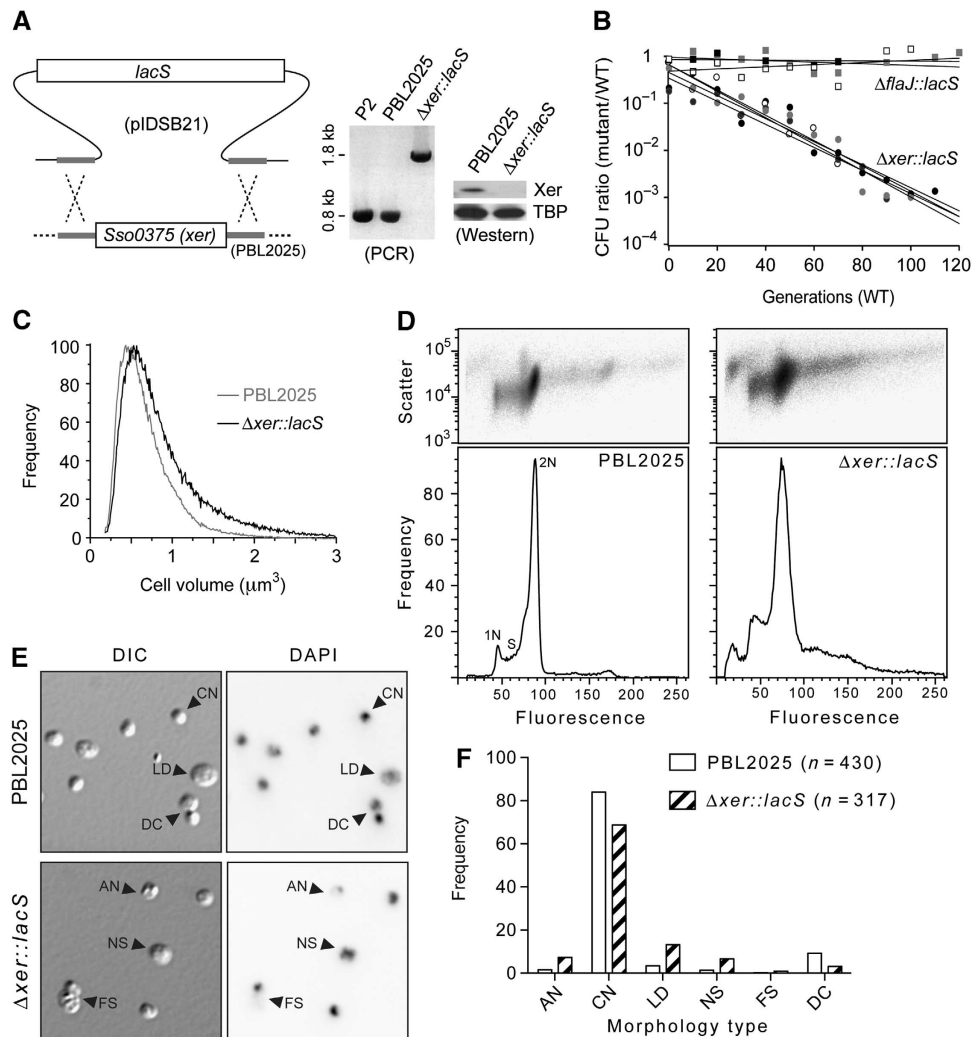 A
lacS
(pIDSB21)
Sso0375 (xer)
(PBL2025)
P2
PBL2025
Δxer::lacS
1.8 kb
0.8 kb
(PCR)
PBL2025
Δxer::lacS
Xer
TBP
(Western)
B
CFU ratio (mutant/WT)
1
10−1
10−2
10−3
10−4
ΔflaJ::lacS
Δxer::lacS
0 20 40 60 80 100 120
Generations (WT)
C
Frequency
100
80
60
40
20
0
PBL2025
Δxer::lacS
0 1 2 3
Cell volume (μm3)
D
Scatter
105
104
103
PBL2025
Δxer::lacS
Frequency
80
60
40
20
1N
S
2N
50 100 150 200 250
50 100 150 200 250
Fluorescence
Fluorescence
E
DIC
DAPI
PBL2025
CN
LD
DC
CN
LD
DC
Δxer::lacS
AN
NS
FS
AN
NS
FS
F
Frequency
100
80
60
40
20
0
PBL2025 (n = 430)
Δxer::lacS (n = 317)
AN CN LD NS FS DC
Morphology type